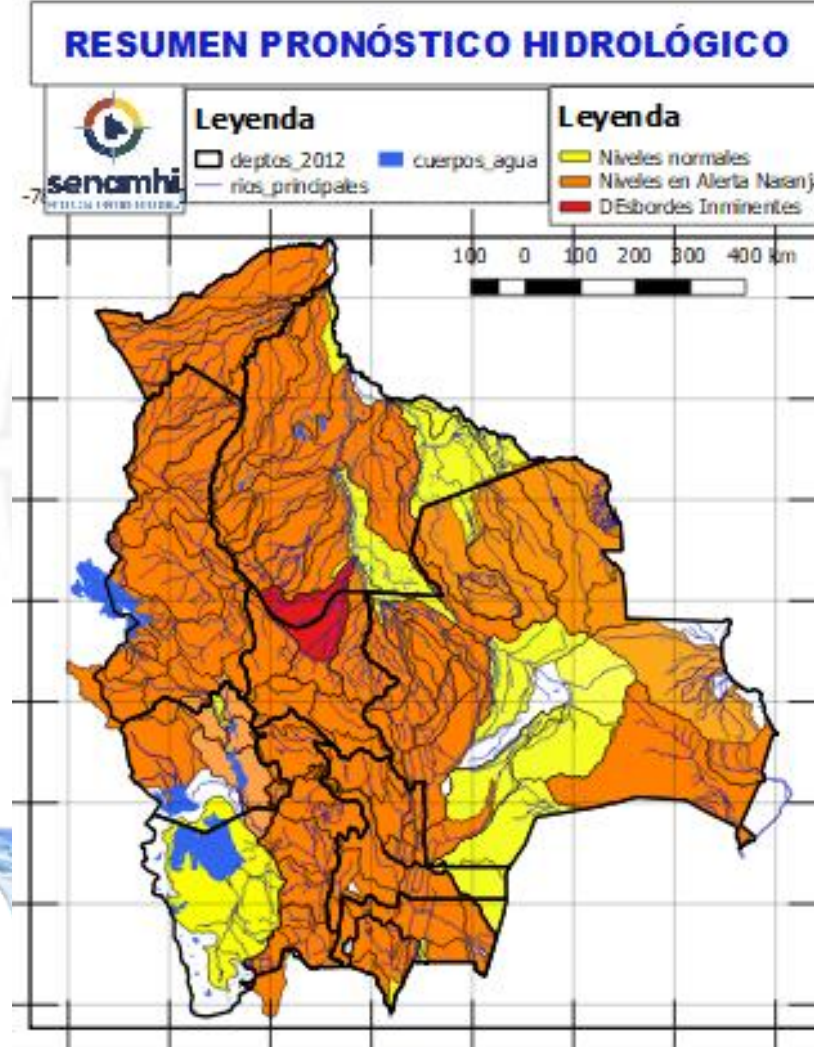 RESUMEN PRONÓSTICO HIDROLÓGICO
senamhi
Leyenda
deptos_2012
cuerpos_agua
rios_principales
Leyenda
Niveles normales
Niveles en Alerta Naranj
DEsbordes Inminentes
100 0 100 200 300 400 km